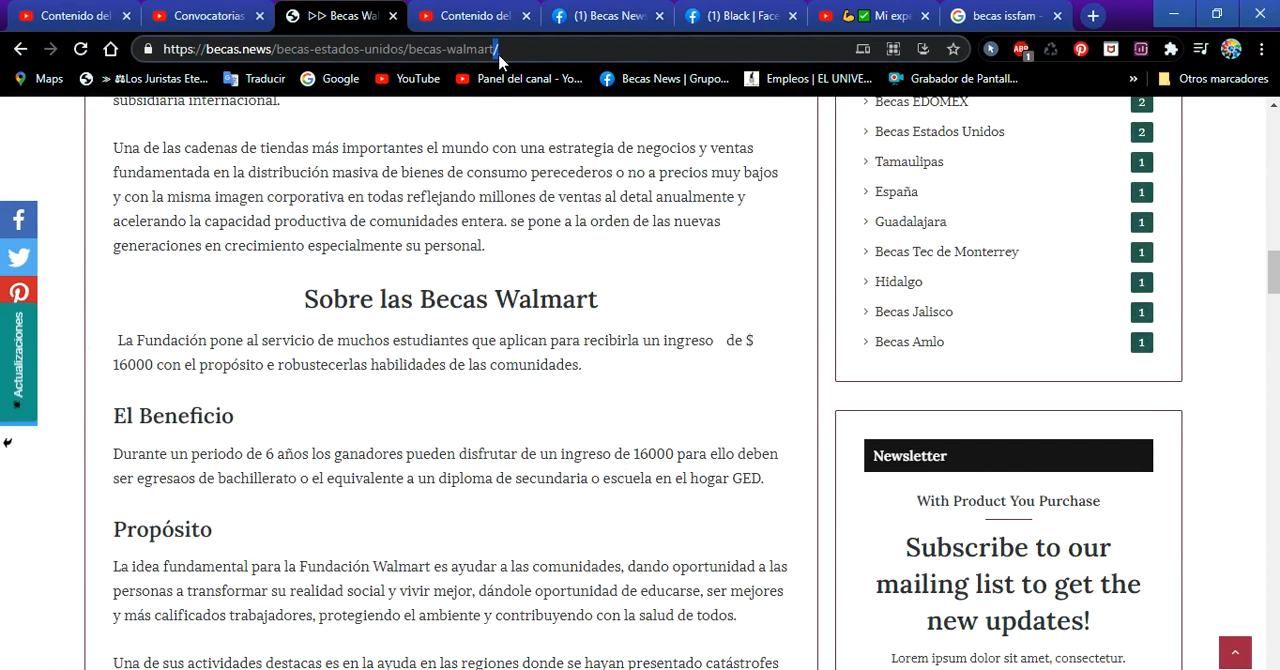 Contenido del
Convocatorias
▷▷ Becas Wa
Contenido del
(1) Becas New
(1) Black | Face
💪✅ Mi exp
becas issfam -
https://becas.news/becas-estados-unidos/becas-walmart/
ABP
1
Maps
» ⚖Los Juristas Ete...
Traducir
Google
YouTube
Panel del canal - Yo...
Becas News | Grupo...
Empleos | EL UNIVE...
Grabador de Pantall...
»
Otros marcadores
subsidiaria internacional.
Una de las cadenas de tiendas más importantes el mundo con una estrategia de negocios y ventas
fundamentada en la distribución masiva de bienes de consumo perecederos o no a precios muy bajos
y con la misma imagen corporativa en todas reflejando millones de ventas al detal anualmente y
acelerando la capacidad productiva de comunidades entera. se pone a la orden de las nuevas
generaciones en crecimiento especialmente su personal.
Sobre las Becas Walmart
La Fundación pone al servicio de muchos estudiantes que aplican para recibirla un ingreso de $
16000 con el propósito e robustecerlas habilidades de las comunidades.
El Beneficio
Durante un periodo de 6 años los ganadores pueden disfrutar de un ingreso de 16000 para ello deben
ser egresaos de bachillerato o el equivalente a un diploma de secundaria o escuela en el hogar GED.
Propósito
La idea fundamental para la Fundación Walmart es ayudar a las comunidades, dando oportunidad a las
personas a transformar su realidad social y vivir mejor, dándole oportunidad de educarse, ser mejores
y más calificados trabajadores, protegiendo el ambiente y contribuyendo con la salud de todos.
Una de sus actividades destacas es en la ayuda en las regiones donde se hayan presentado catástrofes
Actualizaciones
Becas EDOMEX 2
Becas Estados Unidos 2
Tamaulipas 1
España 1
Guadalajara 1
Becas Tec de Monterrey 1
Hidalgo 1
Becas Jalisco 1
Becas Amlo 1
Newsletter
With Product You Purchase
Subscribe to our
mailing list to get the
new updates!
Lorem ipsum dolor sit amet, consectetur.